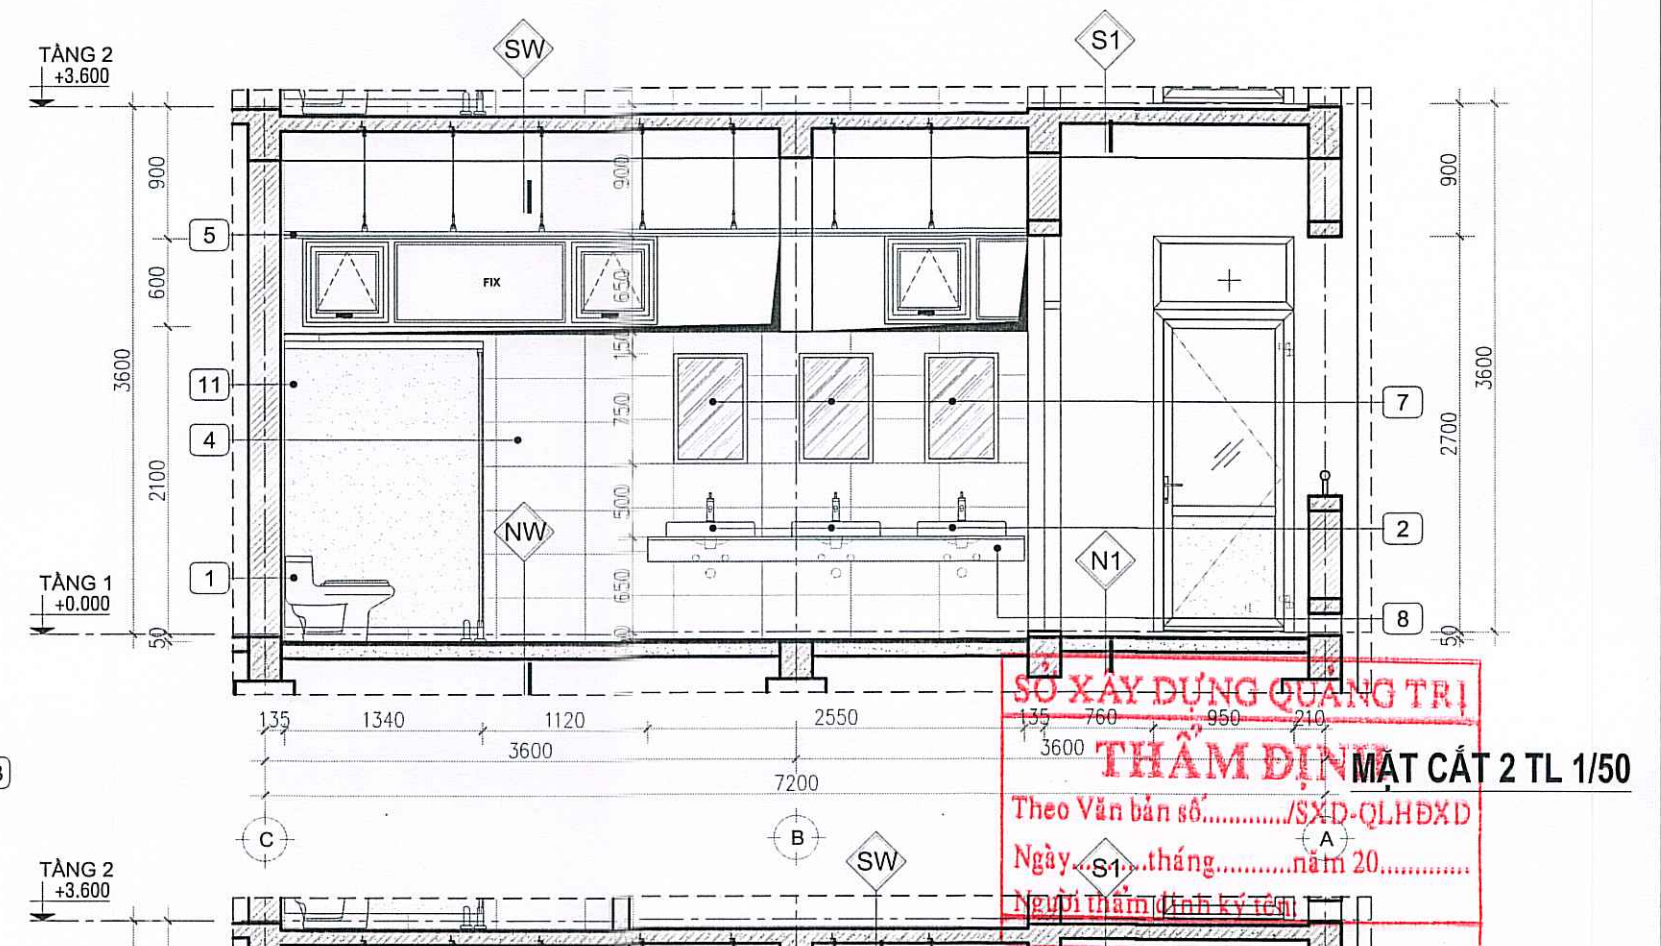 SW
S1
TẦNG 2
+3.600
900
900
900
5
600
FIX
650
150
3600
3600
11
7
750
4
2700
2100
500
NW
2
N1
TẦNG 1
+0.000
1
650
8
50
50
SỞ XÂY DỰNG QUẢNG TRỊ
135
1340
1120
2550
135
760
950
210
3600
3600
THẨM ĐỊNH
MẶT CẮT 2 TL 1/50
7200
Theo Văn bản số............./SXD-QLHĐXD
C
B
A
Ngày..........tháng...........năm 20.............
SW
S1
TẦNG 2
+3.600
Người thẩm định ký tên: